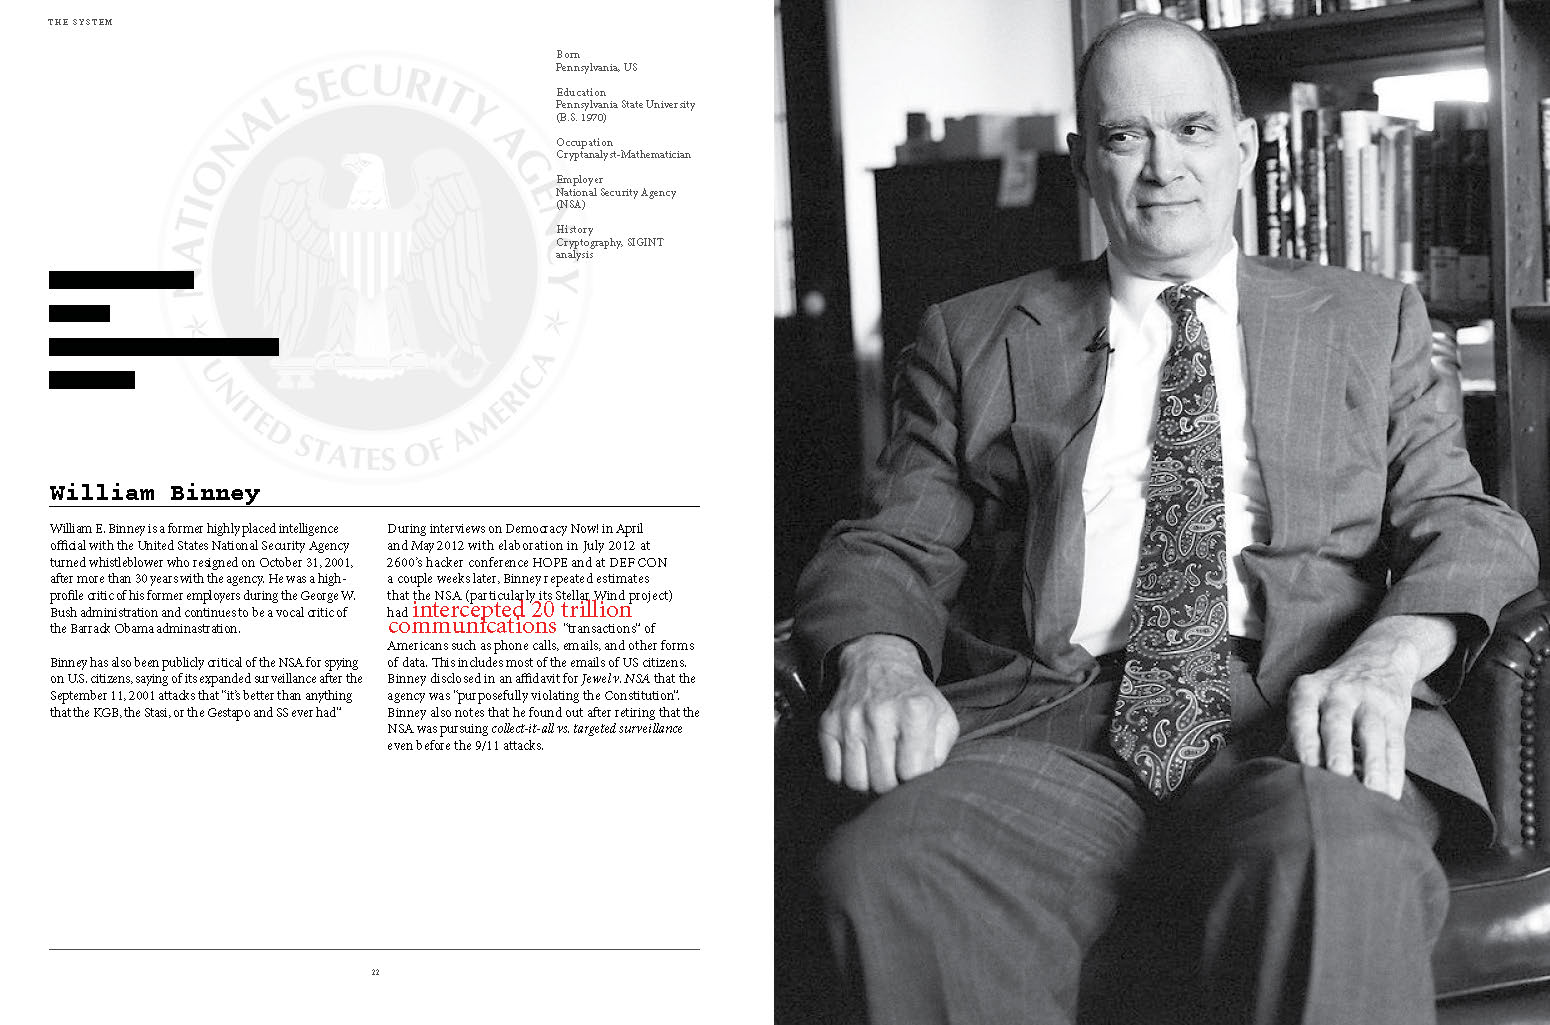 THE SYSTEM
NATIONAL SECURITY AGENCY
UNITED STATES OF AMERICA
Born
Pennsylvania, US
Education
Pennsylvania State University
(B.S. 1970)
Occupation
Cryptanalyst-Mathematician
Employer
National Security Agency
(NSA)
History
Cryptography, SIGINT
analysis
William Binney
William E. Binney is a former highly placed intelligence
official with the United States National Security Agency
turned whistleblower who resigned on October 31, 2001,
after more than 30 years with the agency. He was a high-
profile critic of his former employers during the George W.
Bush administration and continues to be a vocal critic of
the Barrack Obama adminastration.
Binney has also been publicly critical of the NSA for spying
on U.S. citizens, saying of its expanded surveillance after the
September 11, 2001 attacks that "it's better than anything
that the KGB, the Stasi, or the Gestapo and SS ever had"
During interviews on Democracy Now! in April
and May 2012 with elaboration in July 2012 at
2600's hacker conference HOPE and at DEF CON
a couple weeks later, Binney repeated estimates
that the NSA (particularly its Stellar Wind project)
had intercepted 20 trillion
communications "transactions" of
Americans such as phone calls, emails, and other forms
of data. This includes most of the emails of US citizens.
Binney disclosed in an affidavit for Jewel v. NSA that the
agency was "purposefully violating the Constitution".
Binney also notes that he found out after retiring that the
NSA was pursuing collect-it-all vs. targeted surveillance
even before the 9/11 attacks.
22